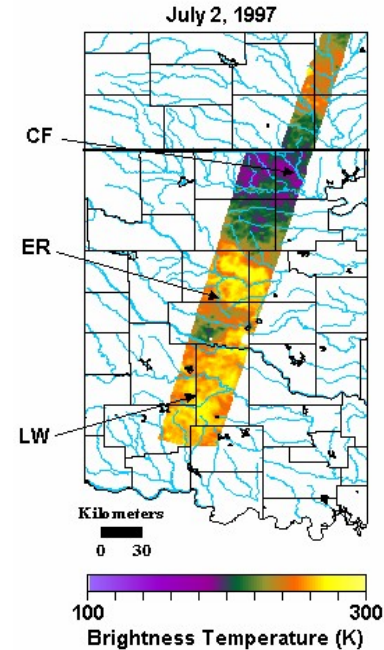 July 2, 1997
CF
ER
LW
Kilometers
0 30
100 300
Brightness Temperature (K)